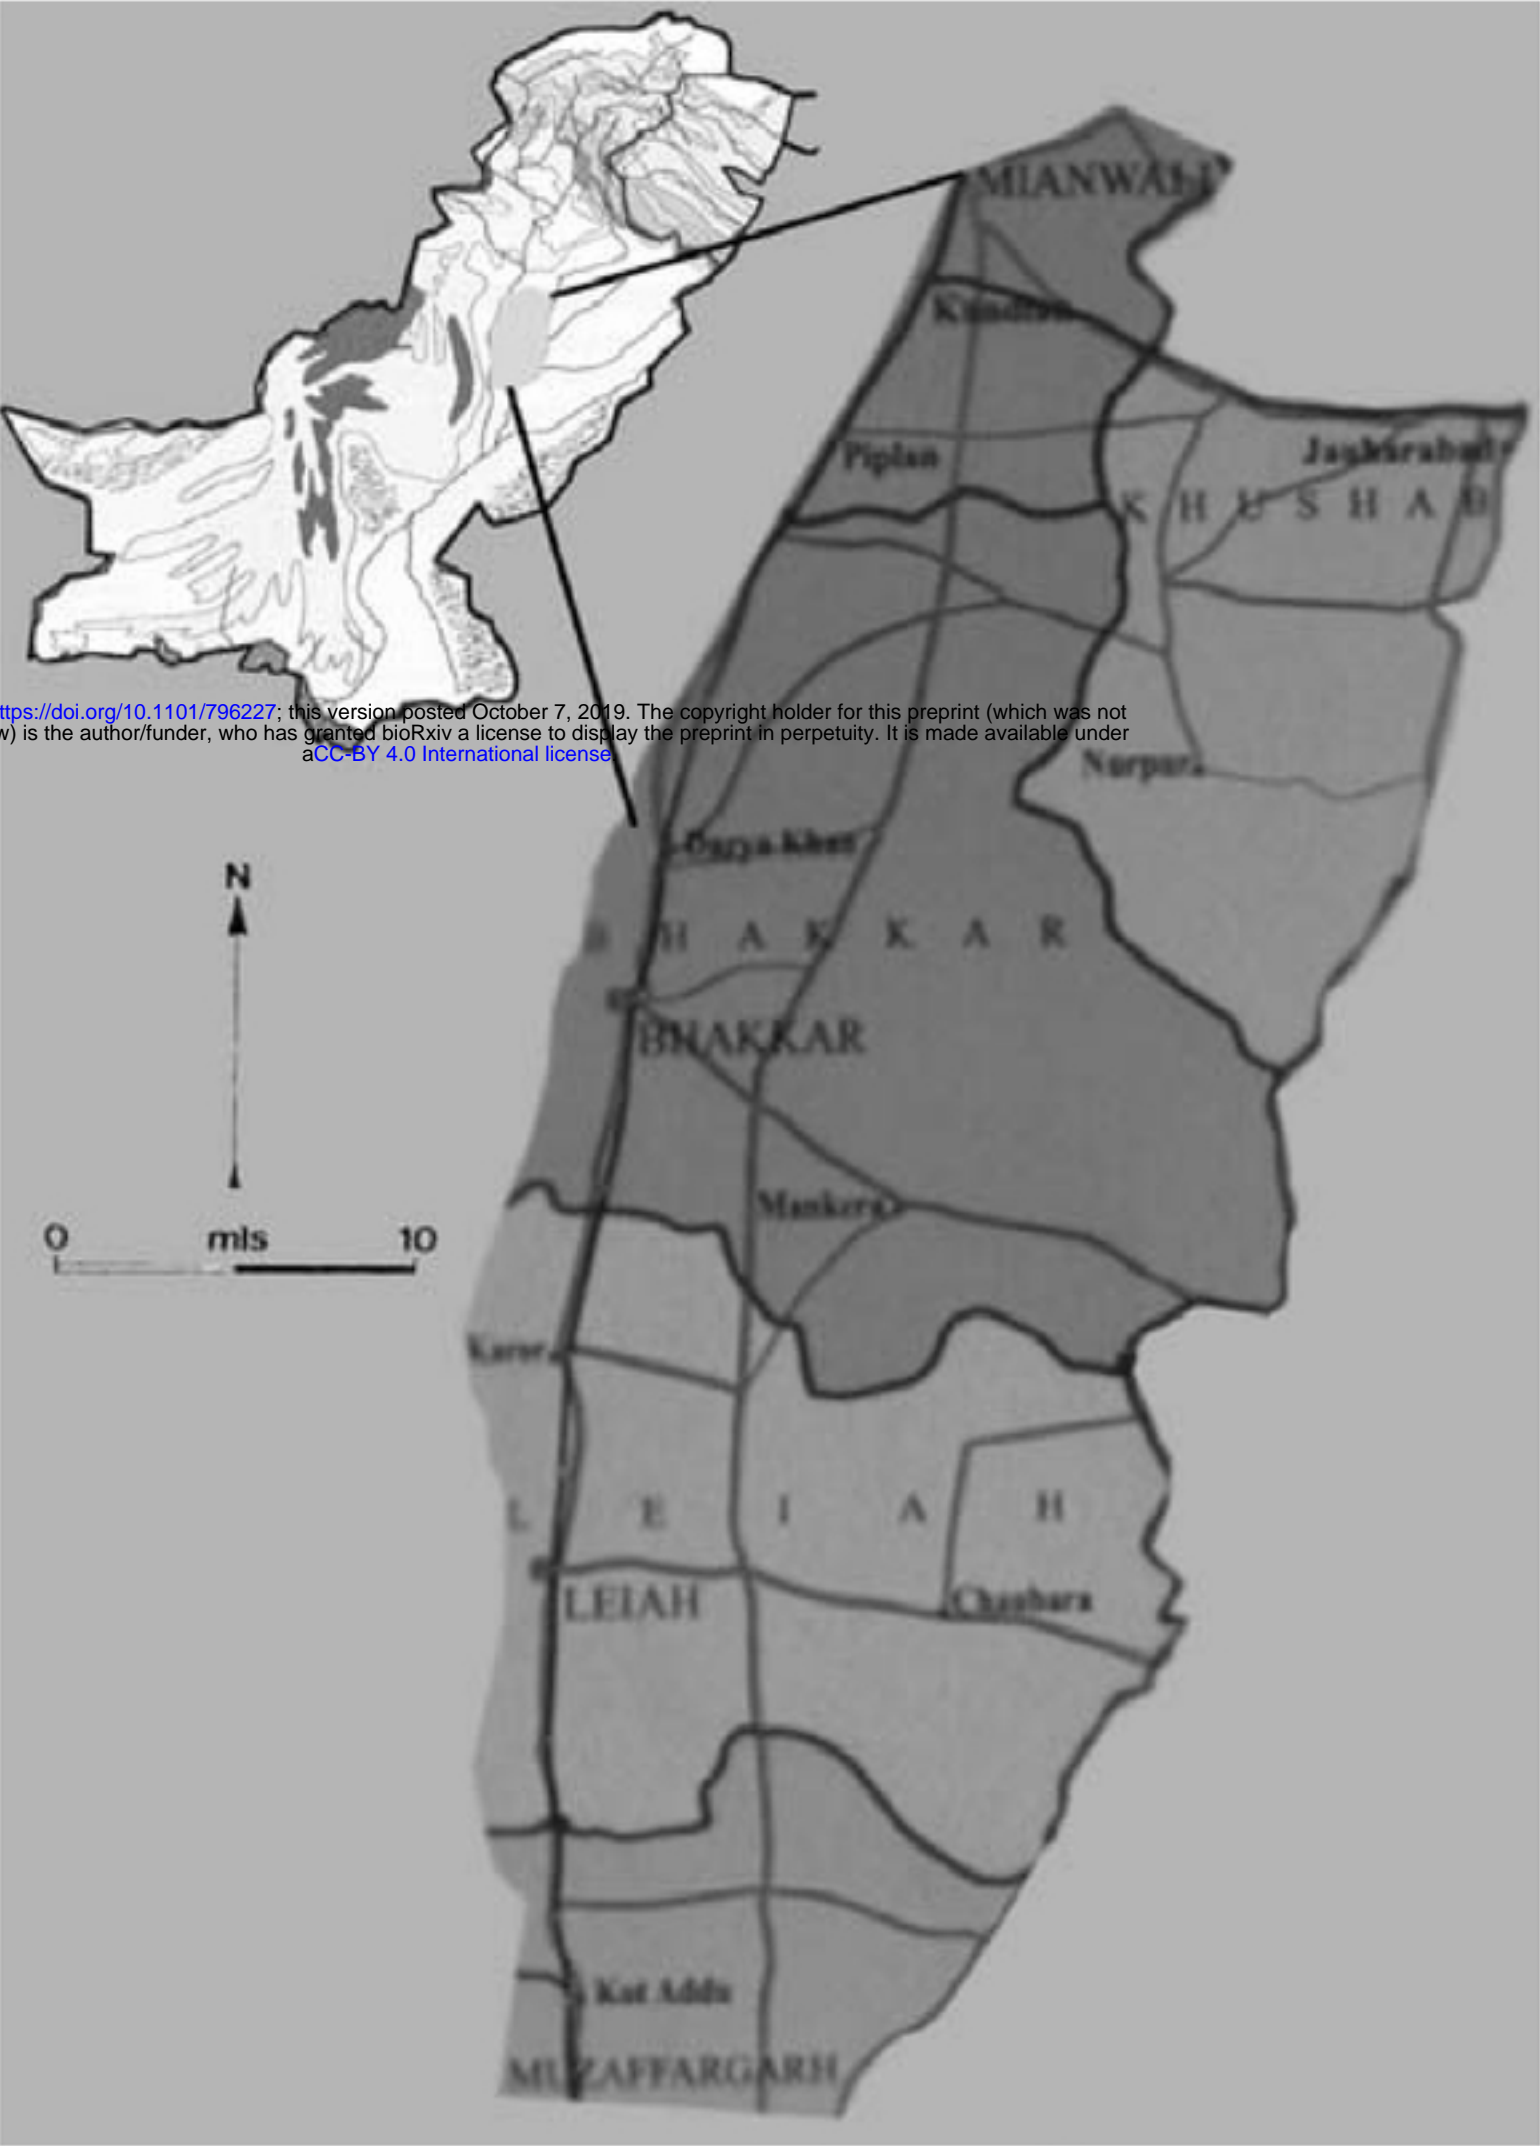 MIANWALI
Kundian
Piplan
Jauharabad
K H U S H A B
ttps://doi.org/10.1101/796227; this version posted October 7, 2019. The copyright holder for this preprint (which was not
w) is the author/funder, who has granted bioRxiv a license to display the preprint in perpetuity. It is made available under
aCC-BY 4.0 International license.
Nurpur
Darya Khan
N
B H A K K A R
BHAKKAR
Mankera
0 mls 10
Karor
L E I A H
LEIAH
Chaubara
Kot Addu
MUZAFFARGARH